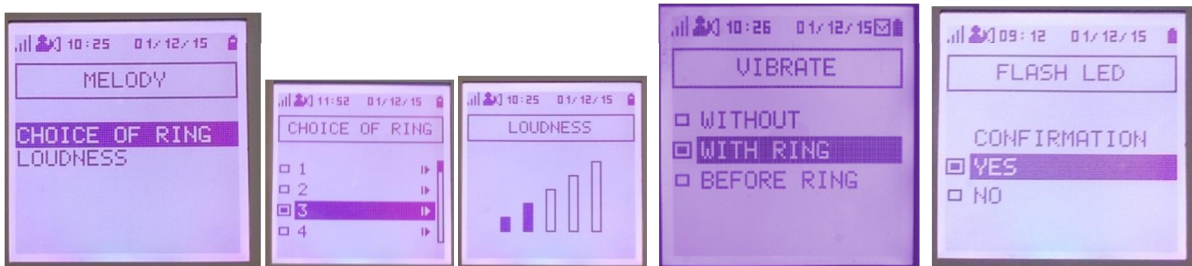 10:25 01/12/15
MELODY
CHOICE OF RING
LOUDNESS
11:52 01/12/15
CHOICE OF RING
1
2
3
4
10:25 01/12/15
LOUDNESS
10:26 01/12/15
VIBRATE
WITHOUT
WITH RING
BEFORE RING
09:12 01/12/15
FLASH LED
CONFIRMATION
YES
NO